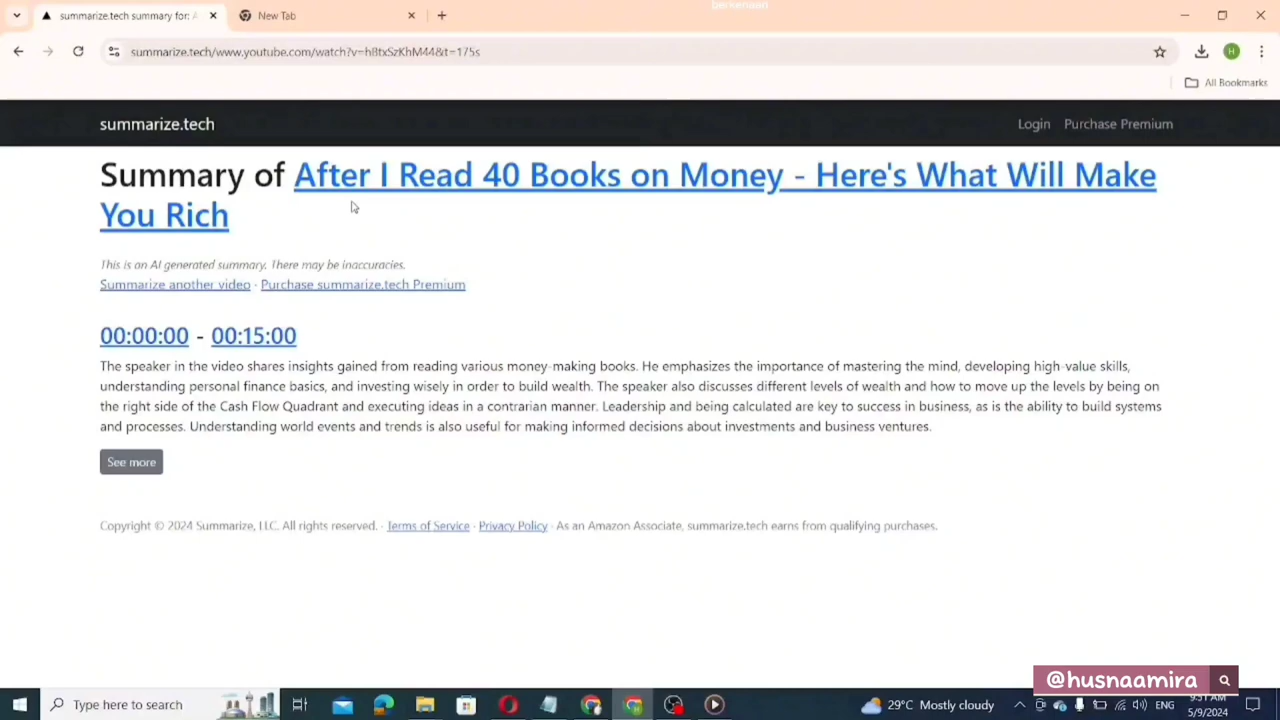 summarize.tech summary for: A
New Tab
summarize.tech/www.youtube.com/watch?v=hBtxSzKhM44&t=175s
H
All Bookmarks
summarize.tech
Login Purchase Premium
Summary of After I Read 40 Books on Money - Here's What Will Make
You Rich
This is an AI generated summary. There may be inaccuracies.
Summarize another video · Purchase summarize.tech Premium
00:00:00 - 00:15:00
The speaker in the video shares insights gained from reading various money-making books. He emphasizes the importance of mastering the mind, developing high-value skills,
understanding personal finance basics, and investing wisely in order to build wealth. The speaker also discusses different levels of wealth and how to move up the levels by being on
the right side of the Cash Flow Quadrant and executing ideas in a contrarian manner. Leadership and being calculated are key to success in business, as is the ability to build systems
and processes. Understanding world events and trends is also useful for making informed decisions about investments and business ventures.
See more
Copyright © 2024 Summarize, LLC. All rights reserved. · Terms of Service · Privacy Policy · As an Amazon Associate, summarize.tech earns from qualifying purchases.
@husnaamira
Type here to search
29°C Mostly cloudy
ENG
9:31 AM
5/9/2024